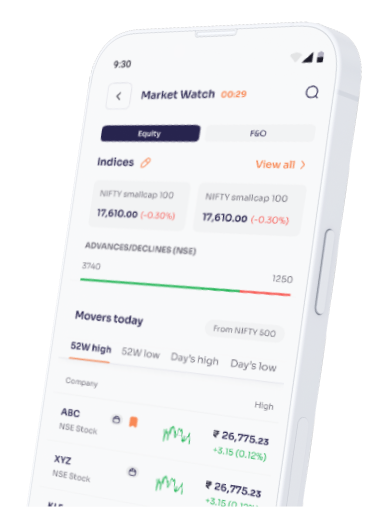 9:30
Market Watch 00:29
Equity F&O
Indices View all
NIFTY smallcap 100 NIFTY smallcap 100
17,610.00 (-0.30%) 17,610.00 (-0.30%)
ADVANCES/DECLINES (NSE)
3740 1250
Movers today From NIFTY 500
52W high 52W low Day's high Day's low
Company High
ABC ₹ 26,775.23
NSE Stock +3.15 (0.12%)
XYZ ₹ 26,775.23
NSE Stock +3.15 (0.12%)